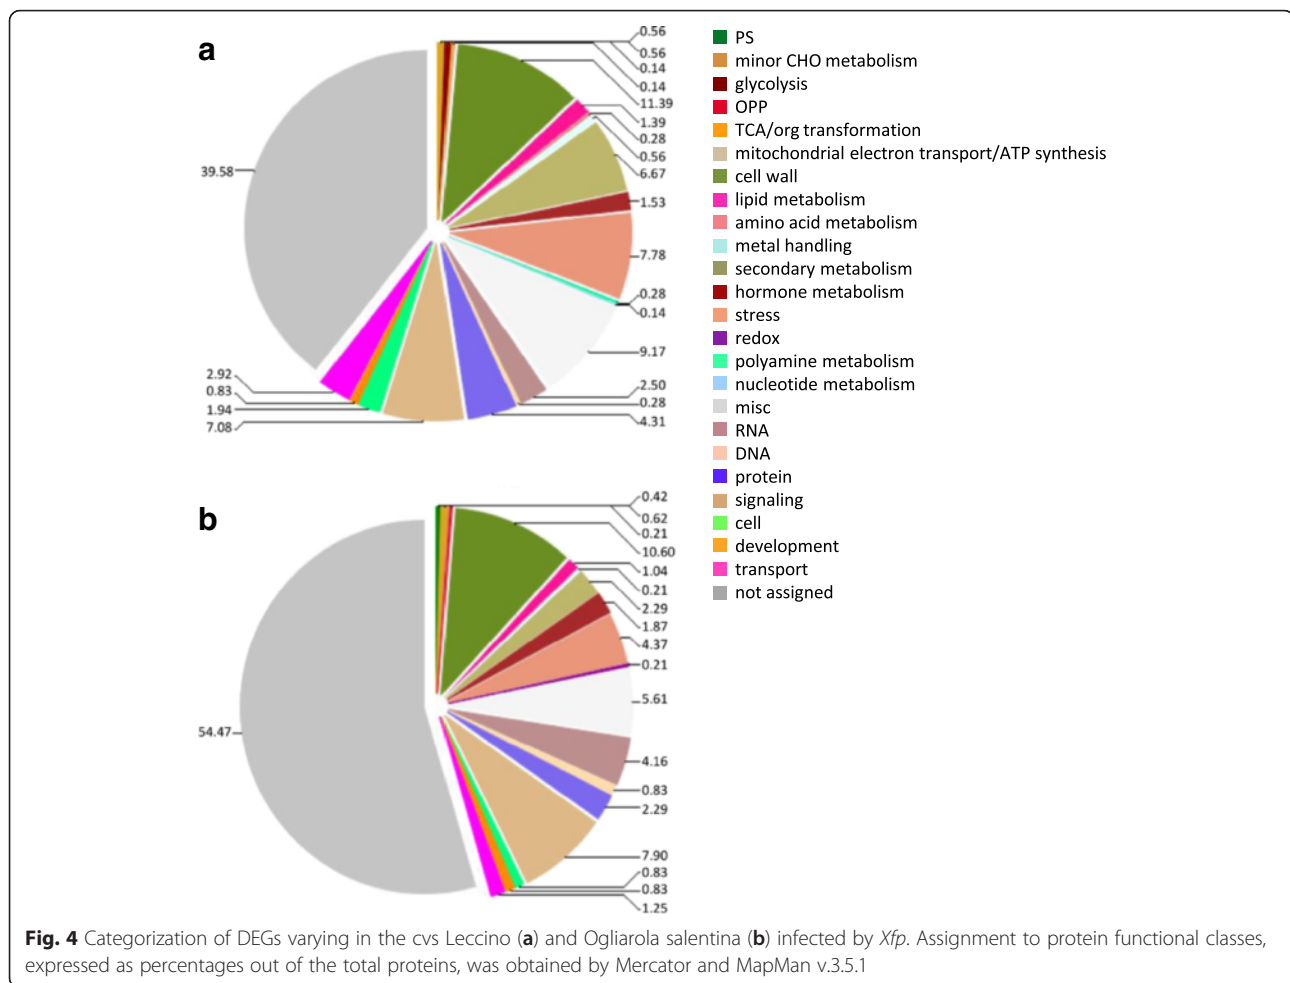 a
0.56
0.56
0.14
0.14
11.39
1.39
0.28
0.56
6.67
1.53
7.78
0.28
0.14
9.17
2.50
0.28
4.31
39.58
2.92
0.83
1.94
7.08
b
0.42
0.62
0.21
10.60
1.04
0.21
2.29
1.87
4.37
0.21
5.61
4.16
0.83
2.29
7.90
0.83
0.83
1.25
54.47
PS
minor CHO metabolism
glycolysis
OPP
TCA/org transformation
mitochondrial electron transport/ATP synthesis
cell wall
lipid metabolism
amino acid metabolism
metal handling
secondary metabolism
hormone metabolism
stress
redox
polyamine metabolism
nucleotide metabolism
misc
RNA
DNA
protein
signaling
cell
development
transport
not assigned
Fig. 4 Categorization of DEGs varying in the cvs Leccino (a) and Ogliarola salentina (b) infected by Xfp. Assignment to protein functional classes,
expressed as percentages out of the total proteins, was obtained by Mercator and MapMan v.3.5.1